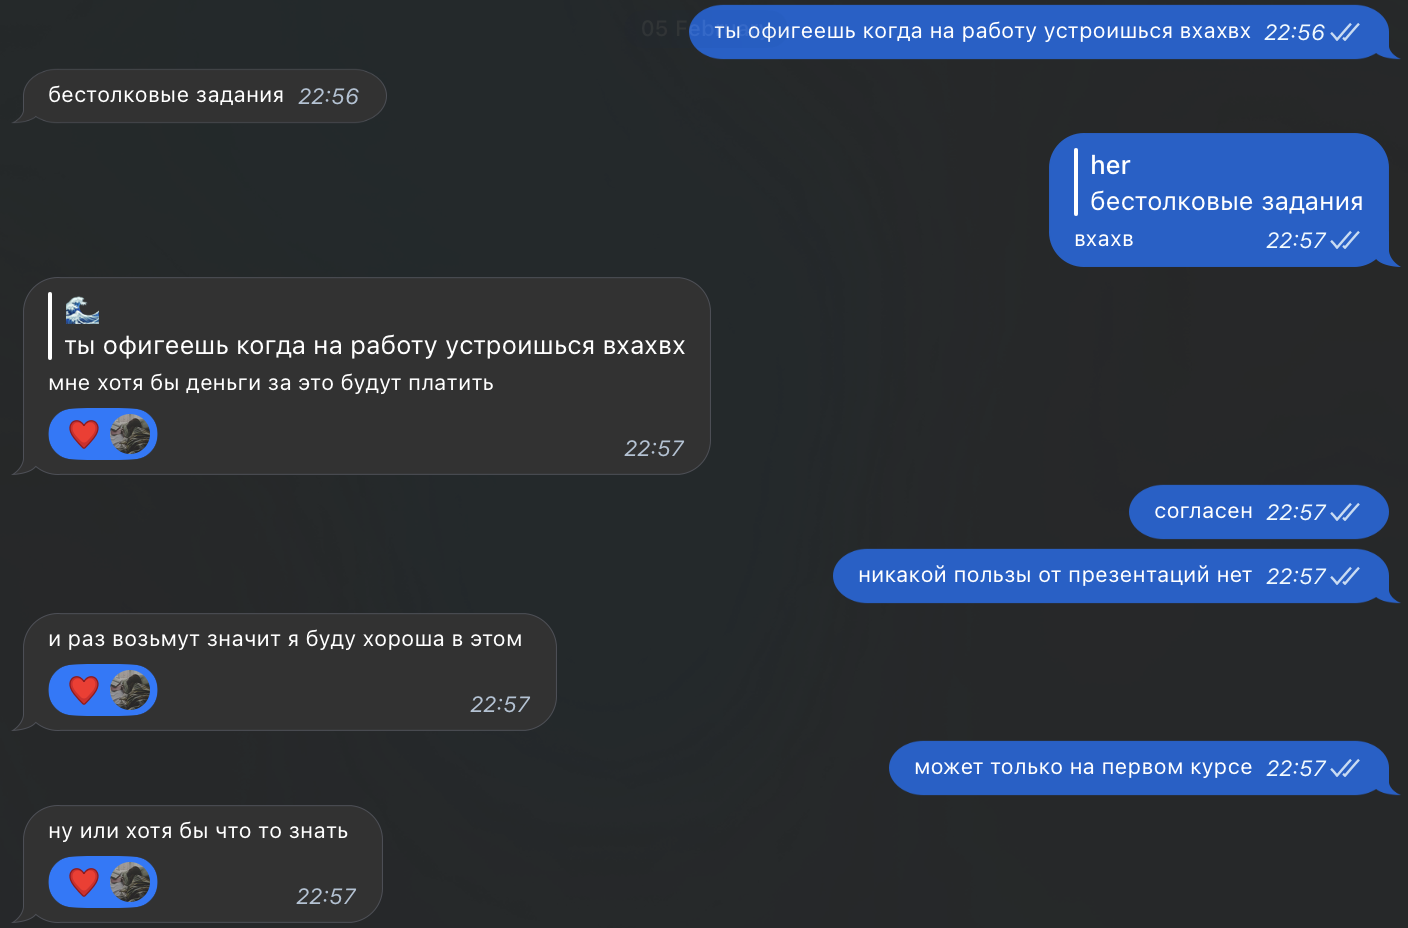 ты офигеешь когда на работу устроишься вхахвх 22:56
бестолковые задания 22:56
her
бестолковые задания
вхахв 22:57
ты офигеешь когда на работу устроишься вхахвх
мне хотя бы деньги за это будут платить
22:57
согласен 22:57
никакой пользы от презентаций нет 22:57
и раз возьмут значит я буду хороша в этом
22:57
может только на первом курсе 22:57
ну или хотя бы что то знать
22:57